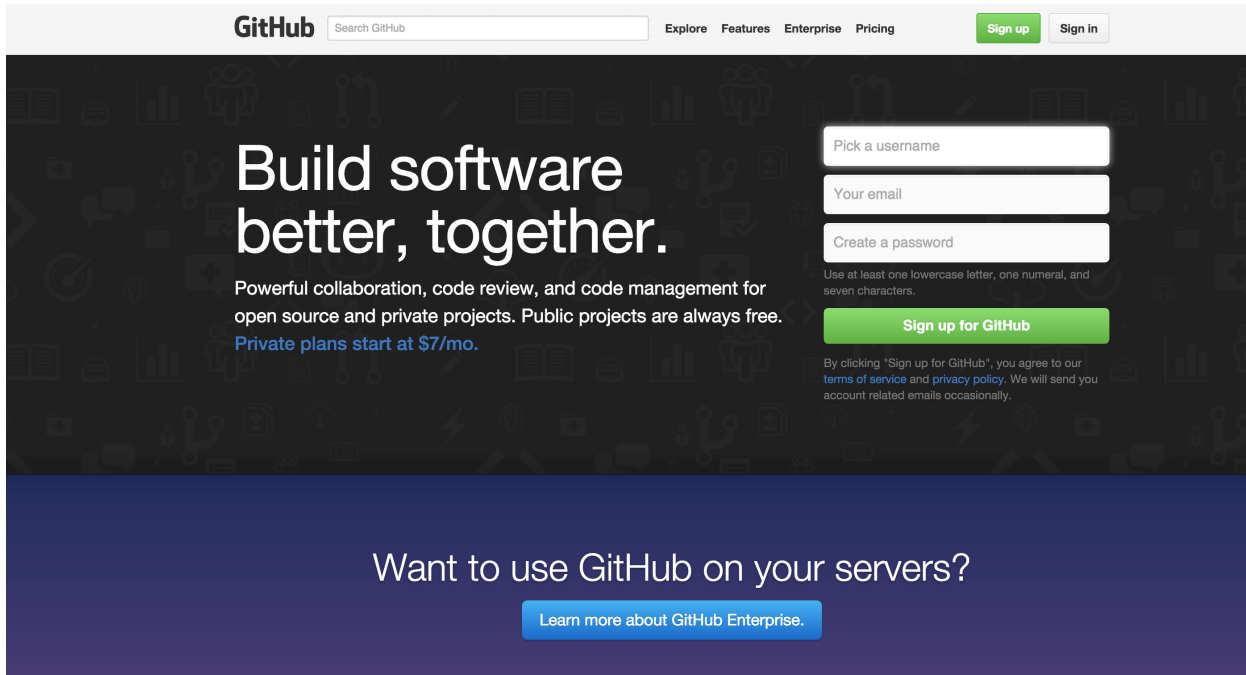 GitHub Search GitHub Explore Features Enterprise Pricing Sign up Sign in
Build software
better, together.
Powerful collaboration, code review, and code management for
open source and private projects. Public projects are always free.
Private plans start at $7/mo.
Pick a username
Your email
Create a password
Use at least one lowercase letter, one numeral, and
seven characters.
Sign up for GitHub
By clicking "Sign up for GitHub", you agree to our
terms of service and privacy policy. We will send you
account related emails occasionally.
Want to use GitHub on your servers?
Learn more about GitHub Enterprise.